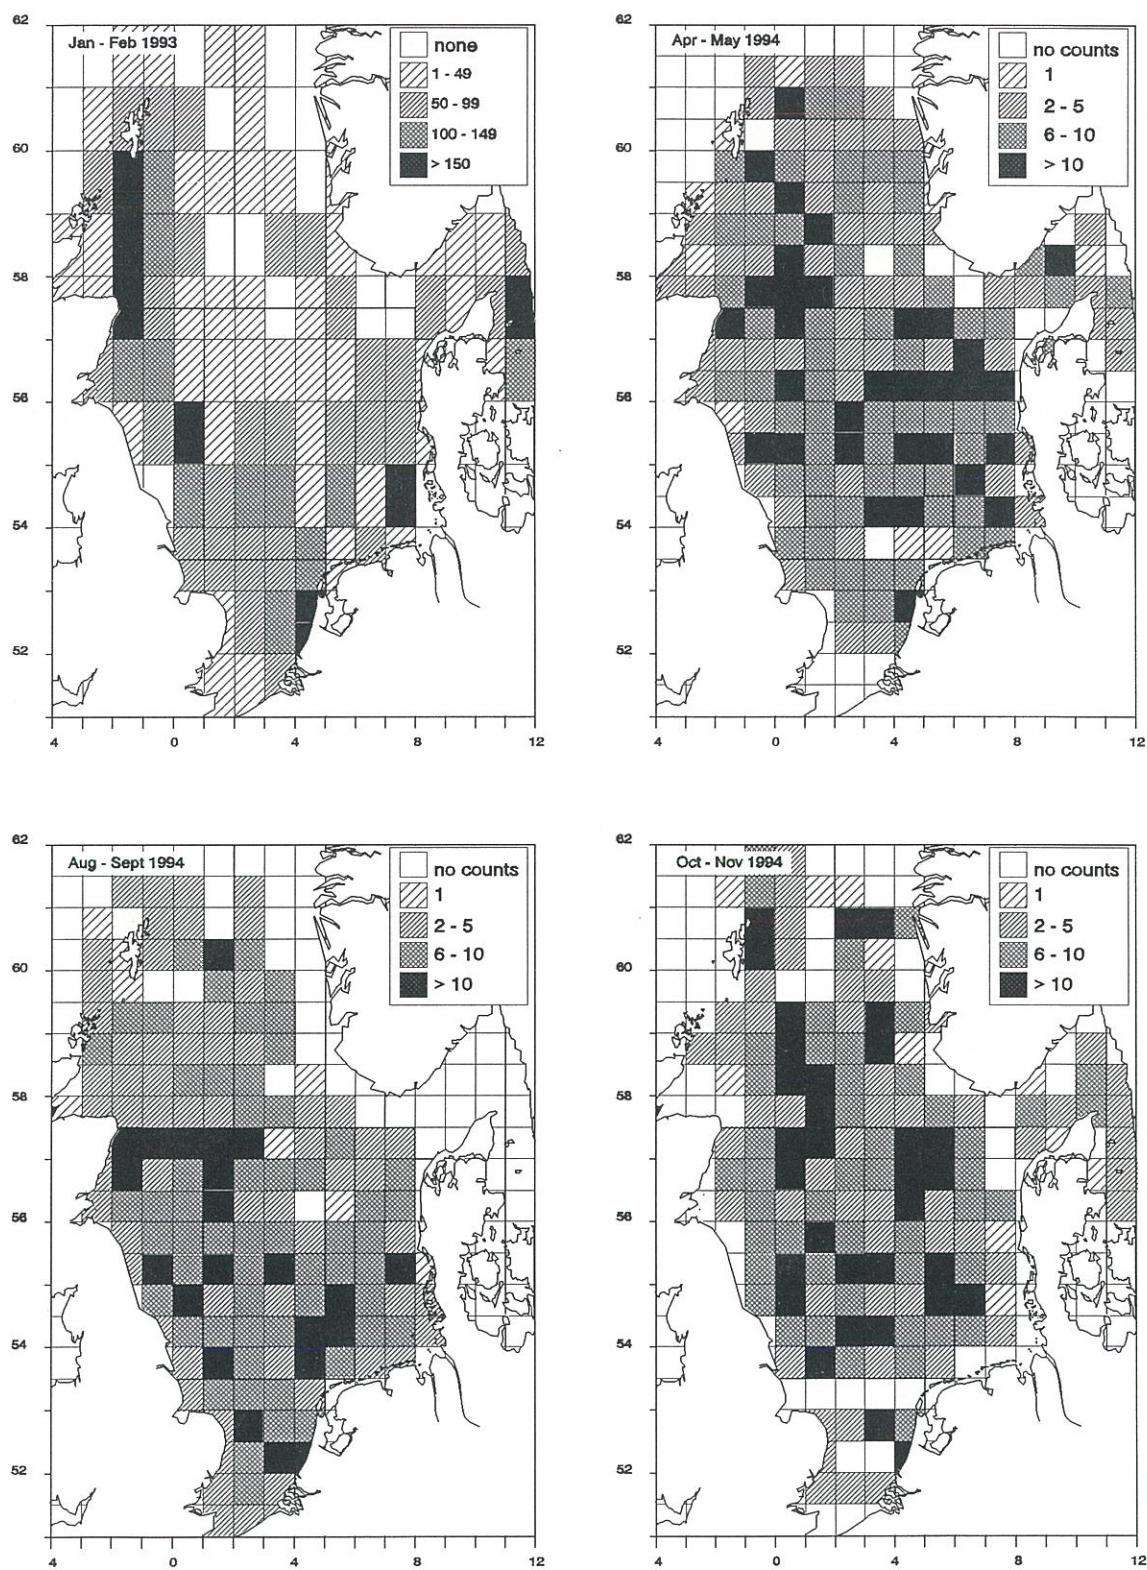 62
Jan - Feb 1993
none
1 - 49
50 - 99
100 - 149
> 150
60
58
56
54
52
4 0 4 8 12
62
Apr - May 1994
no counts
1
2 - 5
6 - 10
> 10
60
58
56
54
52
4 0 4 8 12
62
Aug - Sept 1994
no counts
1
2 - 5
6 - 10
> 10
60
58
56
54
52
4 0 4 8 12
62
Oct - Nov 1994
no counts
1
2 - 5
6 - 10
> 10
60
58
56
54
52
4 0 4 8 12